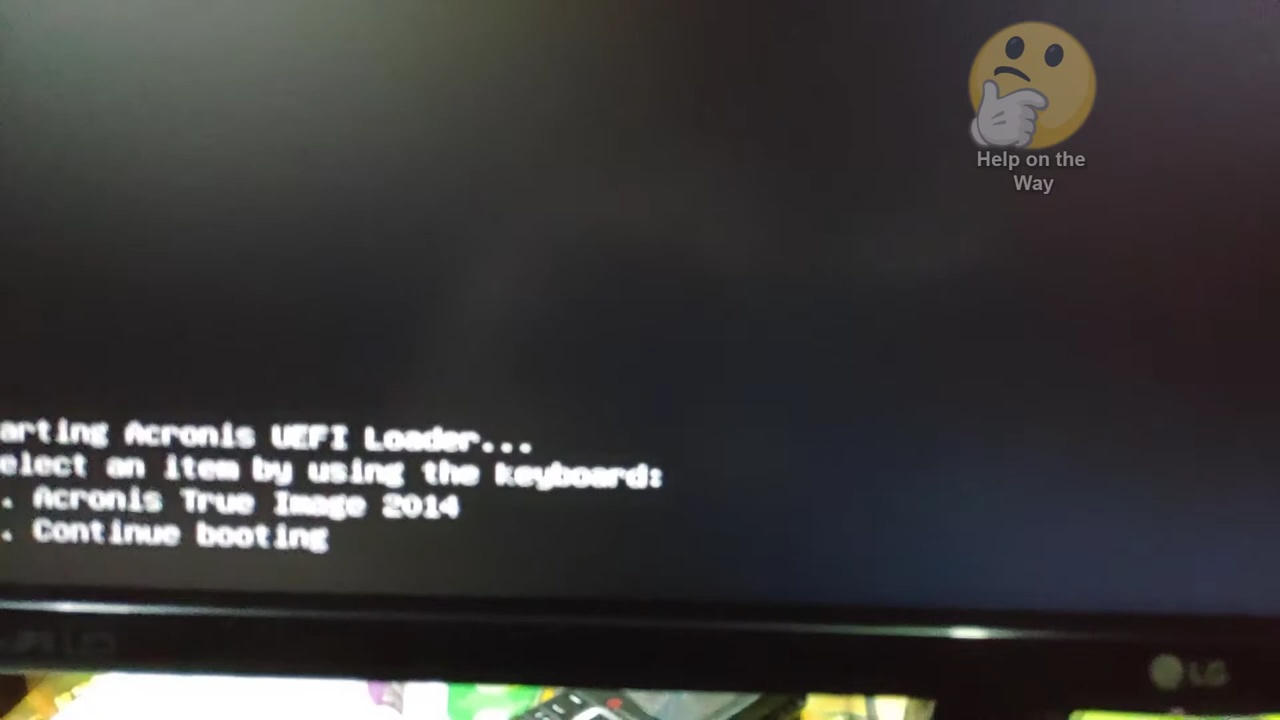 Help on the
Way
arting Acronis UEFI Loader...
elect an item by using the keyboard:
. Acronis True Image 2014
. Continue booting
LG